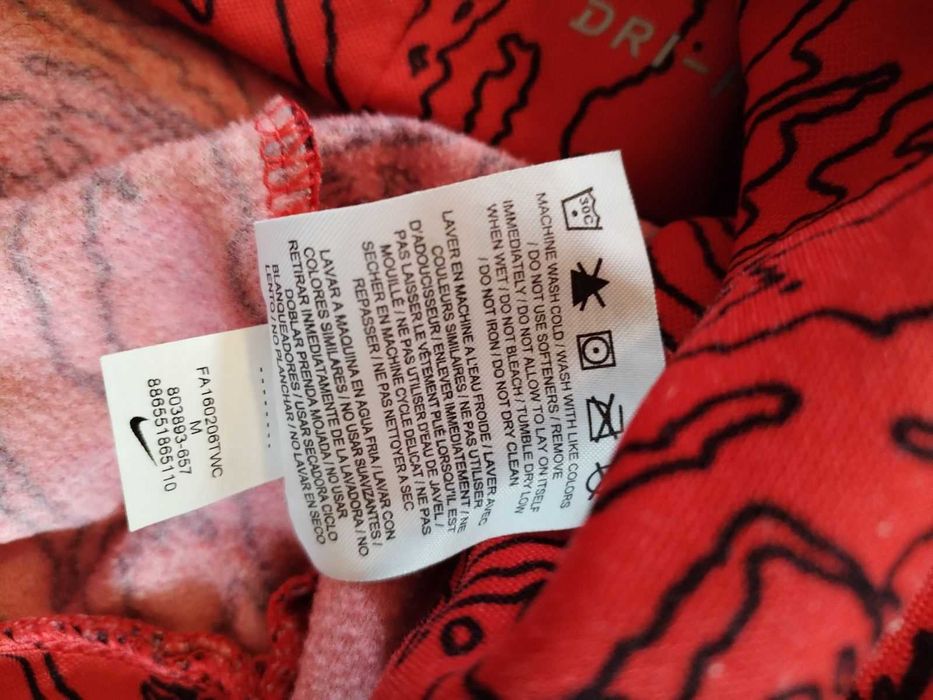 DRI-
30C
MACHINE WASH COLD / WASH WITH LIKE COLORS
/ DO NOT USE SOFTENERS / REMOVE
IMMEDIATELY / DO NOT ALLOW TO LAY ON ITSELF
WHEN WET / DO NOT BLEACH / TUMBLE DRY LOW
/ DO NOT IRON / DO NOT DRY CLEAN
LAVER EN MACHINE A L'EAU FROIDE / LAVER AVEC
COULEURS SIMILAIRES / NE PAS UTILISER
D'ADOUCISSEUR / ENLEVER IMMEDIATEMENT / NE
PAS LAISSER LE VÊTEMENT PLIÉ LORSQU'IL EST
MOUILLÉ / NE PAS UTILISER D'EAU DE JAVEL /
SECHER EN MACHINE CYCLE DELICAT / NE PAS
REPASSER / NE PAS NETTOYER A SEC
LAVAR A MAQUINA EN AGUA FRIA / LAVAR CON
COLORES SIMILARES / NO USAR SUAVIZANTES /
RETIRAR INMEDIATAMENTE DE LA LAVADORA / NO
DOBLAR PRENDA MOJADA / NO USAR
BLANQUEADORES / USAR SECADORA CICLO
LENTO / NO PLANCHAR / NO LAVAR EN SECO
FA160206TWC
M
803893-657
886551865110